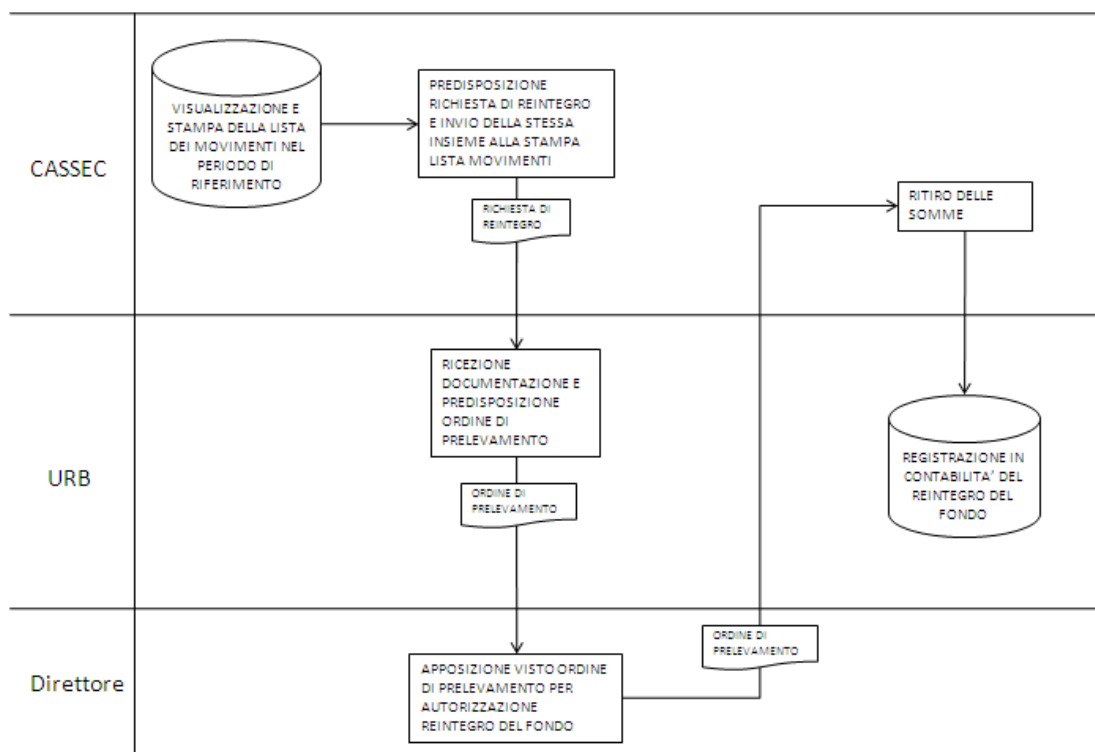 CASSEC
VISUALIZZAZIONE E
STAMPA DELLA LISTA
DEI MOVIMENTI NEL
PERIODO DI
RIFERIMENTO
PREDISPOSIZIONE
RICHIESTA DI REINTEGRO
E INVIO DELLA STESSA
INSIEME ALLA STAMPA
LISTA MOVIMENTI
RICHIESTA DI
REINTEGRO
RITIRO DELLE
SOMME
URB
RICEZIONE
DOCUMENTAZIONE E
PREDISPOSIZIONE
ORDINE DI
PRELEVAMENTO
ORDINE DI
PRELEVAMENTO
REGISTRAZIONE IN
CONTABILITA’ DEL
REINTEGRO DEL
FONDO
Direttore
APPOSIZIONE VISTO ORDINE
DI PRELEVAMENTO PER
AUTORIZZAZIONE
REINTEGRO DEL FONDO
ORDINE DI
PRELEVAMENTO